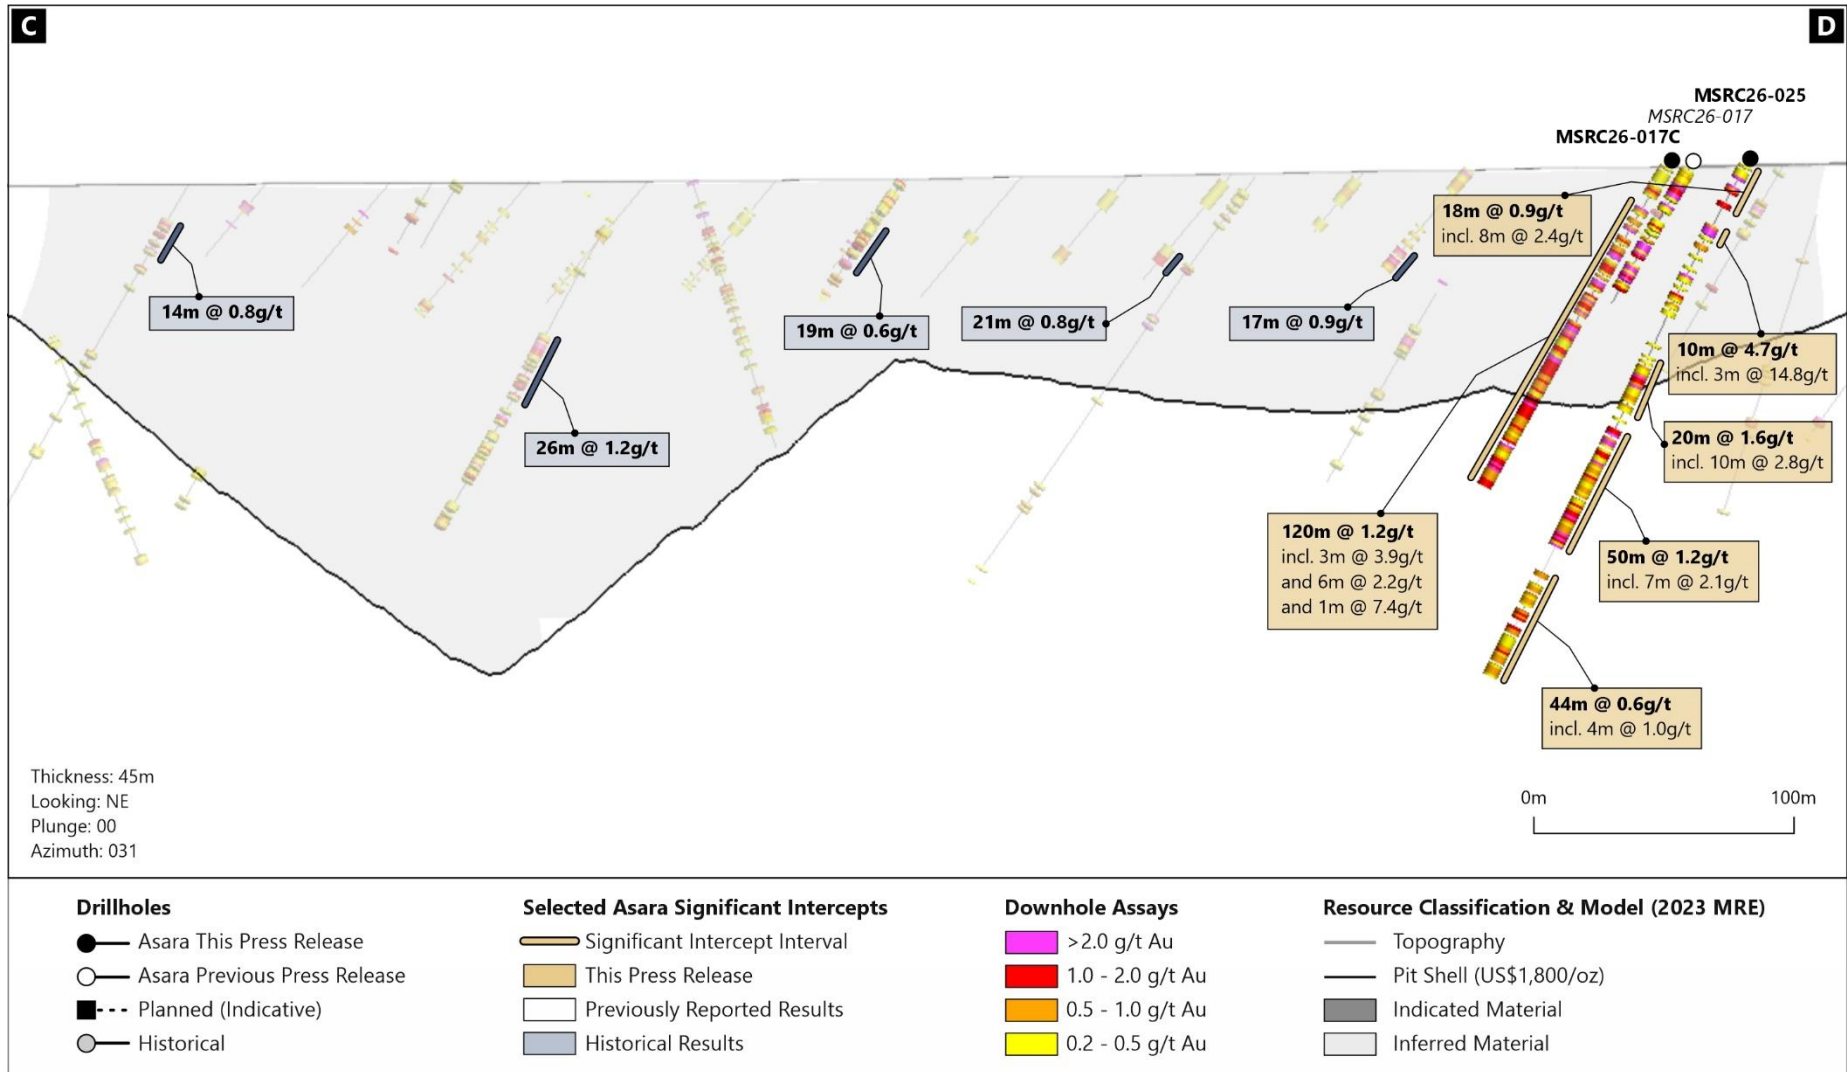 C
D
MSRC26-025
MSRC26-017
MSRC26-017C
18m @ 0.9g/t
incl. 8m @ 2.4g/t
14m @ 0.8g/t
19m @ 0.6g/t
21m @ 0.8g/t
17m @ 0.9g/t
10m @ 4.7g/t
incl. 3m @ 14.8g/t
26m @ 1.2g/t
20m @ 1.6g/t
incl. 10m @ 2.8g/t
120m @ 1.2g/t
incl. 3m @ 3.9g/t
and 6m @ 2.2g/t
and 1m @ 7.4g/t
50m @ 1.2g/t
incl. 7m @ 2.1g/t
44m @ 0.6g/t
incl. 4m @ 1.0g/t
Thickness: 45m
Looking: NE
Plunge: 00
Azimuth: 031
0m 100m
Drillholes
Asara This Press Release
Asara Previous Press Release
Planned (Indicative)
Historical
Selected Asara Significant Intercepts
Significant Intercept Interval
This Press Release
Previously Reported Results
Historical Results
Downhole Assays
>2.0 g/t Au
1.0 - 2.0 g/t Au
0.5 - 1.0 g/t Au
0.2 - 0.5 g/t Au
Resource Classification & Model (2023 MRE)
Topography
Pit Shell (US$1,800/oz)
Indicated Material
Inferred Material